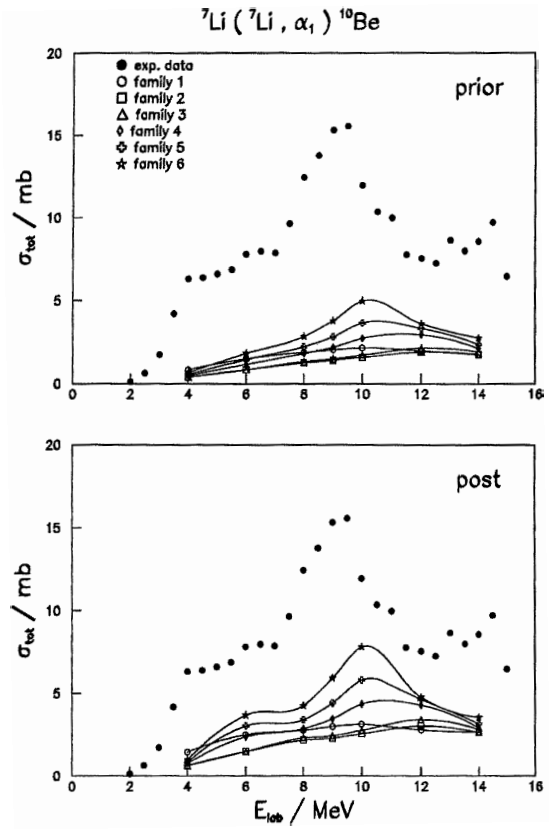 ⁷Li ( ⁷Li , α₁ ) ¹⁰Be
exp. data
family 1
family 2
family 3
family 4
family 5
family 6
prior
σtot / mb
20
15
10
5
0
0 2 4 6 8 10 12 14 16
post
σtot / mb
20
15
10
5
0
0 2 4 6 8 10 12 14 16
Elab / MeV